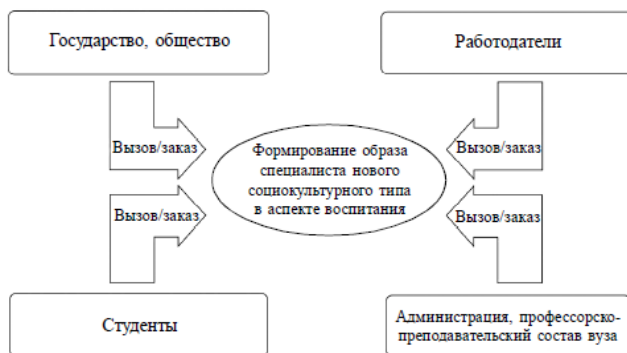 Государство, общество
Работодатели
Вызов/заказ
Вызов/заказ
Формирование образа
специалиста нового
социокультурного типа
в аспекте воспитания
Вызов/заказ
Вызов/заказ
Студенты
Администрация, профессорско-
преподавательский состав вуза